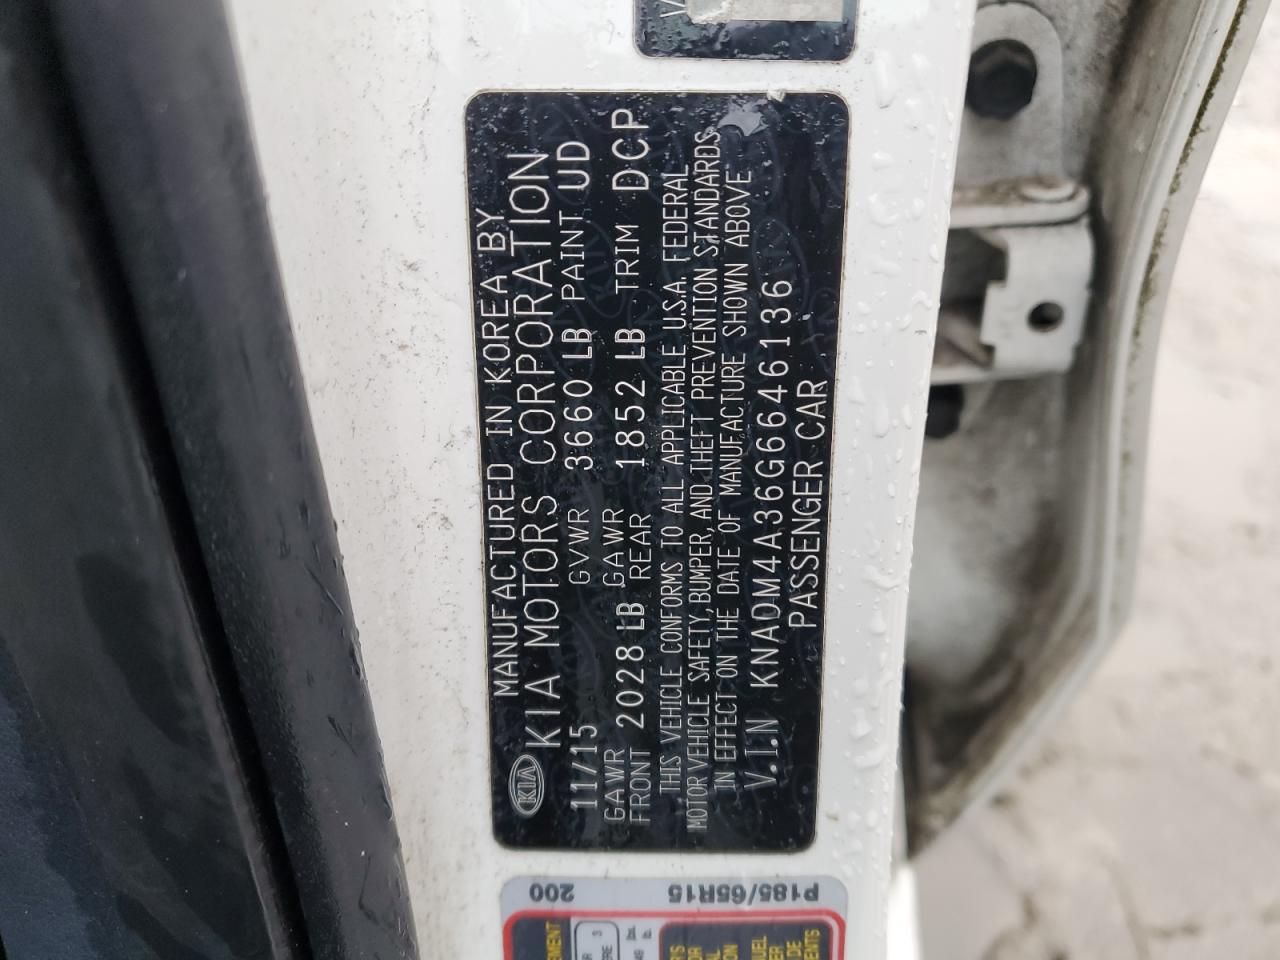 MANUFACTURED IN KOREA BY
KIA KIA MOTORS CORPORATION
11/15 GVWR 3660 LB PAINT UD
GAWR FRONT 2028 LB GAWR REAR 1852 LB TRIM DCP
THIS VEHICLE CONFORMS TO ALL APPLICABLE U.S.A. FEDERAL
MOTOR VEHICLE SAFETY, BUMPER, AND THEFT PREVENTION STANDARDS
IN EFFECT ON THE DATE OF MANUFACTURE SHOWN ABOVE
V.I.N KNADM4A36G6646136
PASSENGER CAR
P185/65R15
200